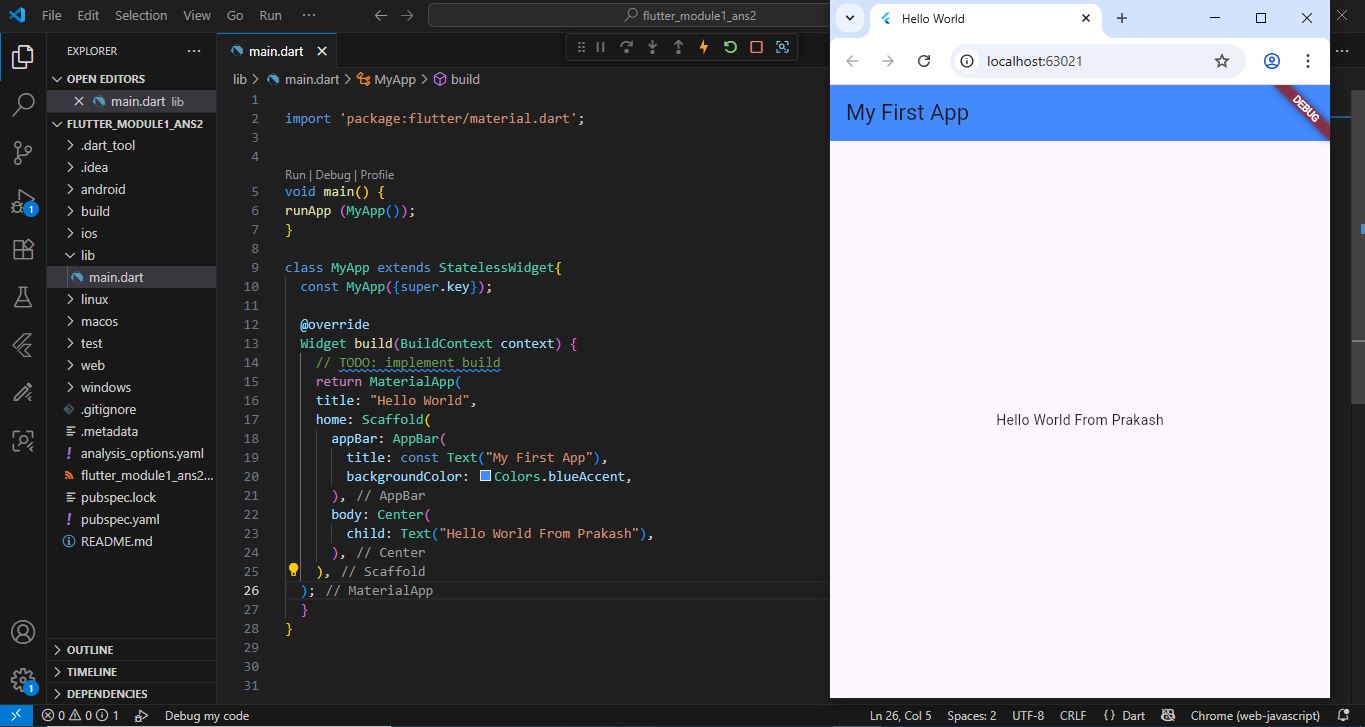 File Edit Selection View Go Run ···
flutter_module1_ans2
EXPLORER
OPEN EDITORS
main.dart lib
FLUTTER_MODULE1_ANS2
.dart_tool
.idea
android
build
ios
lib
main.dart
linux
macos
test
web
windows
.gitignore
.metadata
analysis_options.yaml
flutter_module1_ans2...
pubspec.lock
pubspec.yaml
README.md
OUTLINE
TIMELINE
DEPENDENCIES
1
1
main.dart
lib > main.dart > MyApp > build
1
2 import 'package:flutter/material.dart';
3
4
Run | Debug | Profile
5 void main() {
6 runApp (MyApp());
7 }
8
9 class MyApp extends StatelessWidget{
10 const MyApp({super.key});
11
12 @override
13 Widget build(BuildContext context) {
14 // TODO: implement build
15 return MaterialApp(
16 title: "Hello World",
17 home: Scaffold(
18 appBar: AppBar(
19 title: const Text("My First App"),
20 backgroundColor: Colors.blueAccent,
21 ), // AppBar
22 body: Center(
23 child: Text("Hello World From Prakash"),
24 ), // Center
25 ), // Scaffold
26 ); // MaterialApp
27 }
28 }
29
30
31
Hello World
localhost:63021
My First App
DEBUG
Hello World From Prakash
0 0 1 Debug my code
Ln 26, Col 5 Spaces: 2 UTF-8 CRLF {} Dart Chrome (web-javascript)